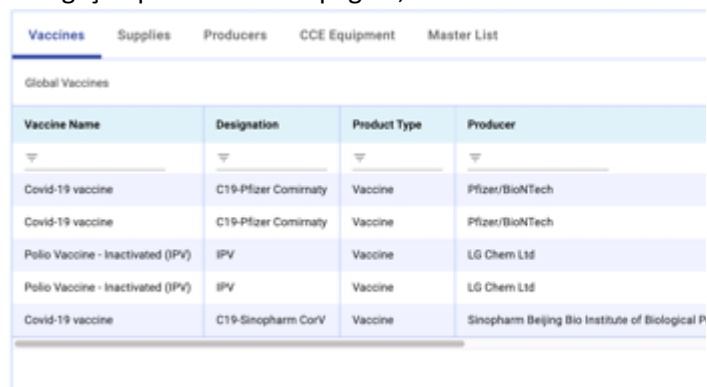 Vaccines Supplies Producers CCE Equipment Master List
Global Vaccines
Vaccine Name Designation Product Type Producer
Covid-19 vaccine C19-Pfizer Comirnaty Vaccine Pfizer/BioNTech
Covid-19 vaccine C19-Pfizer Comirnaty Vaccine Pfizer/BioNTech
Polio Vaccine - Inactivated (IPV) IPV Vaccine LG Chem Ltd
Polio Vaccine - Inactivated (IPV) IPV Vaccine LG Chem Ltd
Covid-19 vaccine C19-Sinopharm CorV Vaccine Sinopharm Beijing Bio Institute of Biological